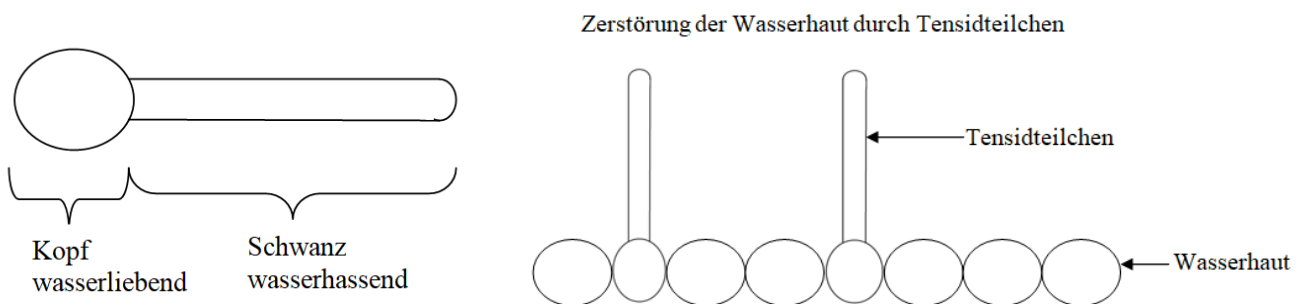 Zerstörung der Wasserhaut durch Tensidteilchen
Tensidteilchen
Wasserhaut
Kopf
wasserliebend
Schwanz
wasserhassend